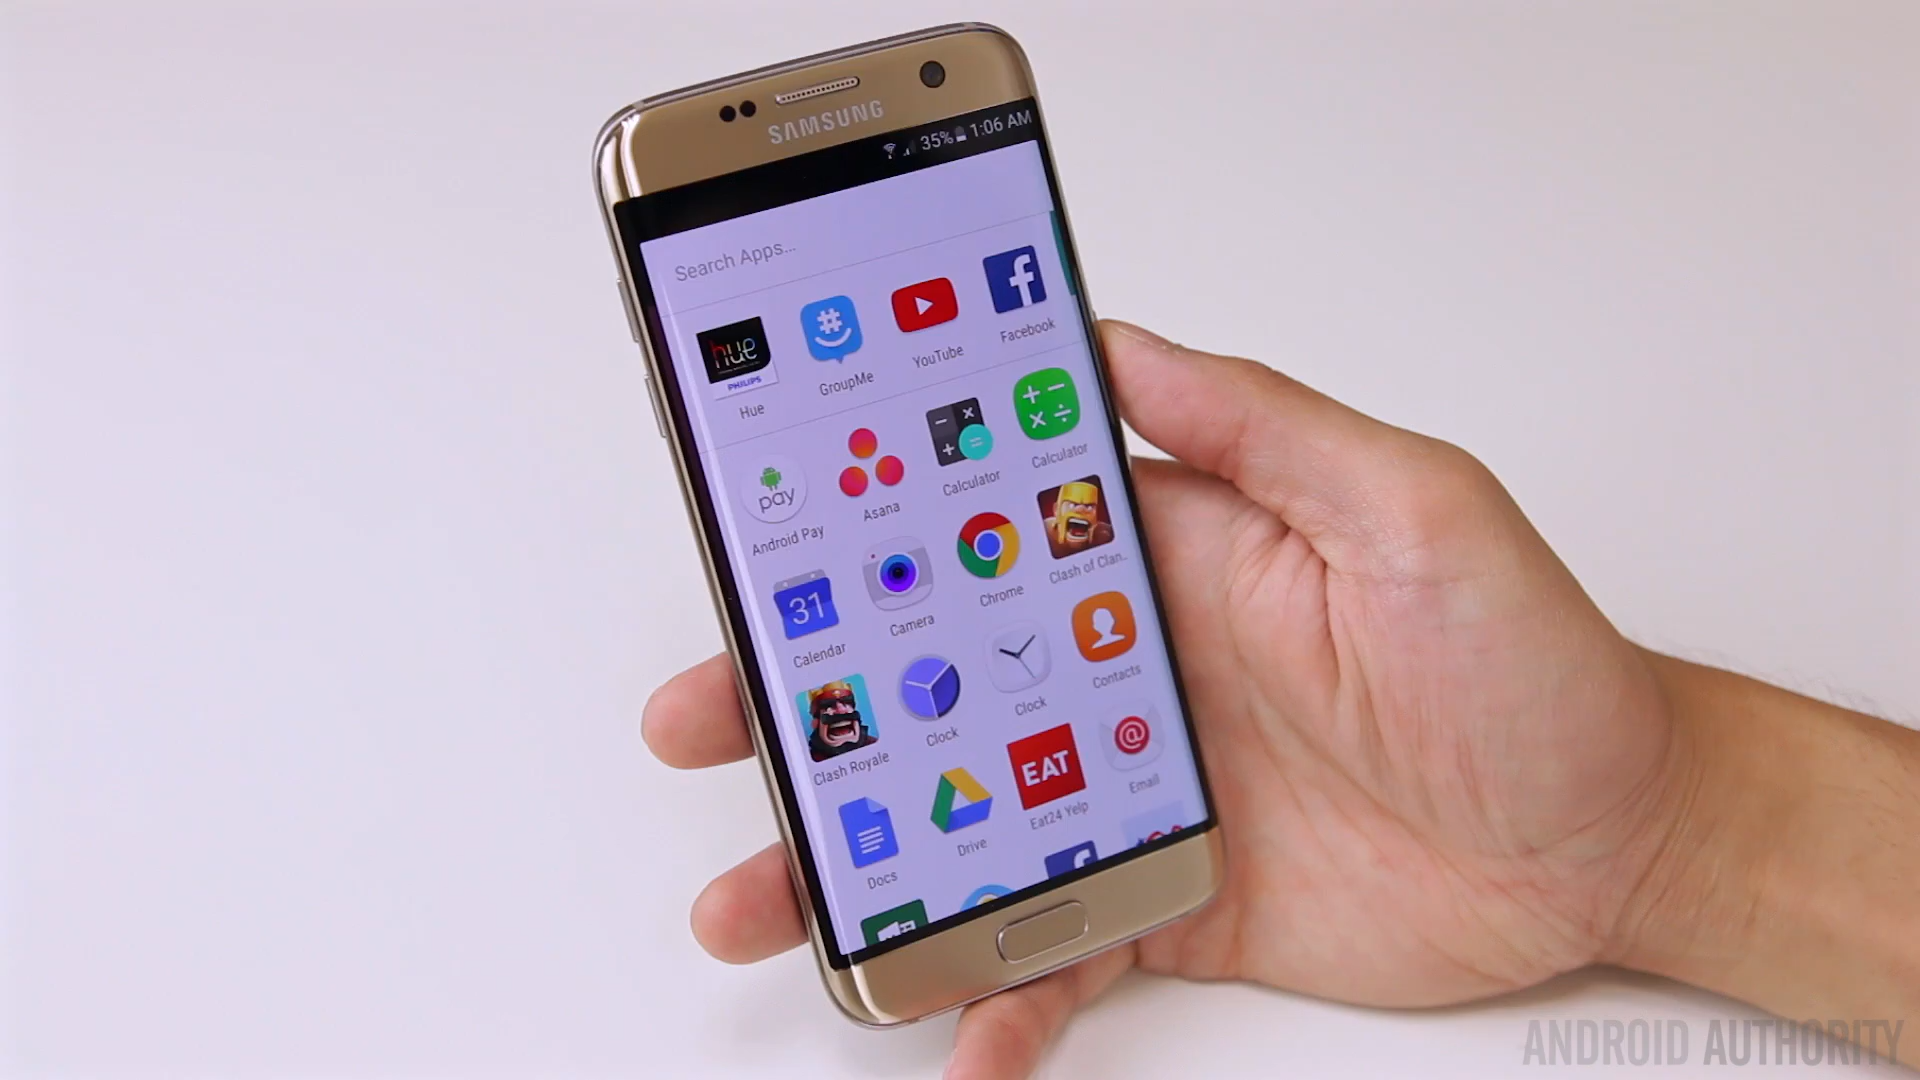 SAMSUNG
35% 1:06 AM
Search Apps...
hue
PHILIPS
Hue
GroupMe
YouTube
Facebook
pay
Android Pay
Asana
Calculator
Calculator
31
Calendar
Camera
Chrome
Clash of Clan..
Clash Royale
Clock
Clock
Contacts
Docs
Drive
EAT
Eat24 Yelp
@
Email
ANDROID AUTHORITY